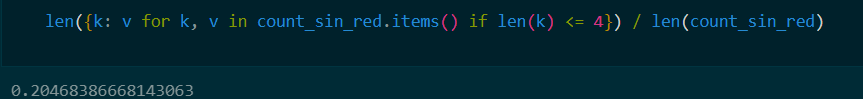 len({k: v for k, v in count_sin_red.items() if len(k) <= 4}) / len(count_sin_red)
0.20468386668143063